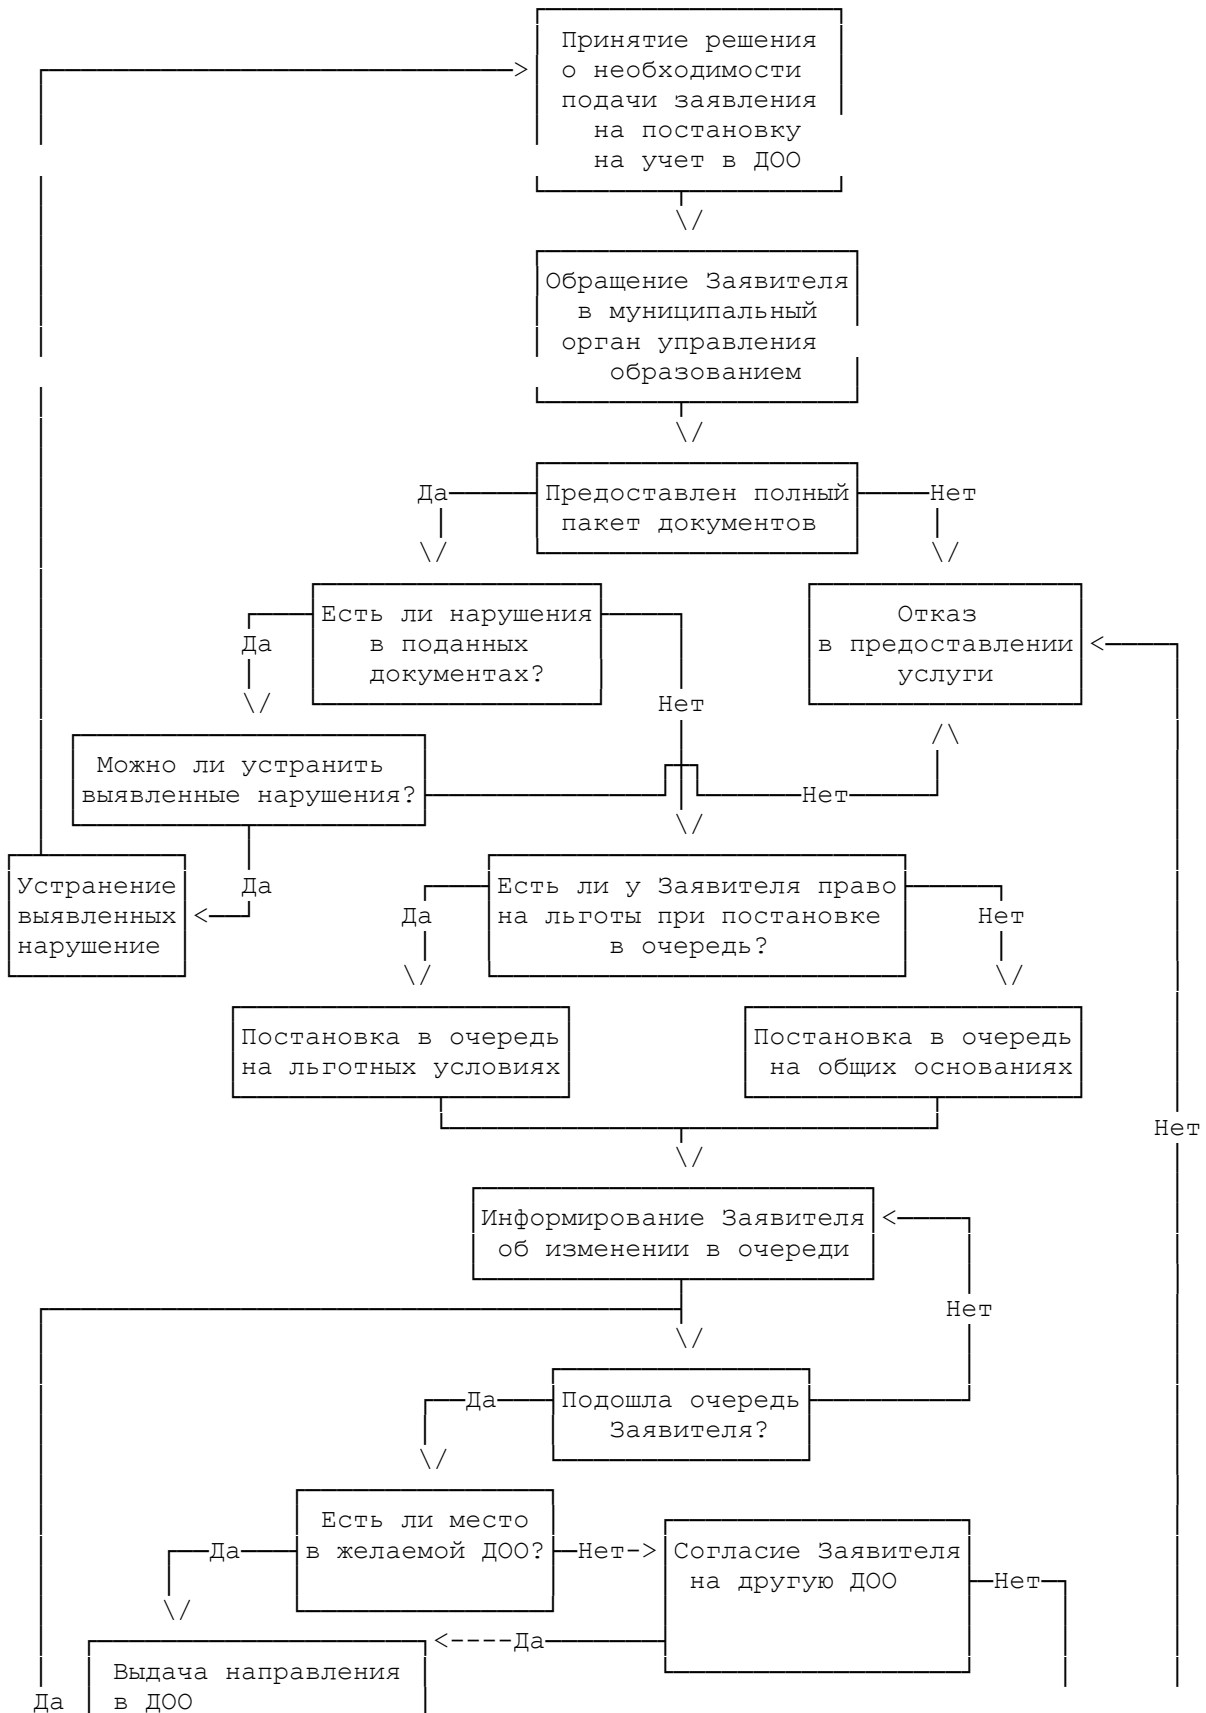 Принятие решения
о необходимости
подачи заявления
на постановку
на учет в ДОО
Обращение Заявителя
в муниципальный
орган управления
образованием
Да
Предоставлен полный
пакет документов
Нет
Есть ли нарушения
в поданных
документах?
Да
Нет
Отказ
в предоставлении
услуги
Можно ли устранить
выявленные нарушения?
Нет
Да
Устранение
выявленных
нарушение
Есть ли у Заявителя право
на льготы при постановке
в очередь?
Да
Нет
Постановка в очередь
на льготных условиях
Постановка в очередь
на общих основаниях
Нет
Информирование Заявителя
об изменении в очереди
Нет
Да
Подошла очередь
Заявителя?
Есть ли место
в желаемой ДОО?
Да
Нет
Согласие Заявителя
на другую ДОО
Нет
Да
Выдача направления
в ДОО
Да